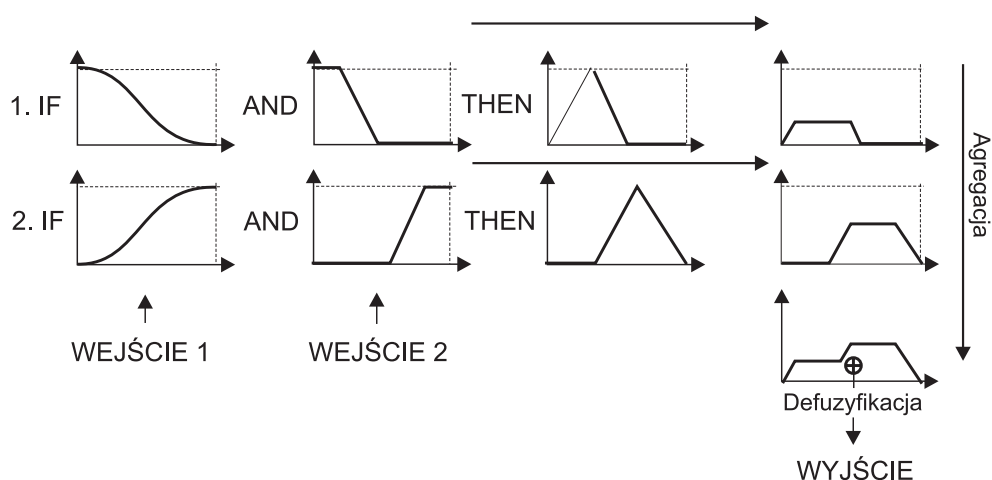 1. IF AND THEN
2. IF AND THEN
Agregacja
WEJŚCIE 1 WEJŚCIE 2
Defuzyfikacja
WYJŚCIE